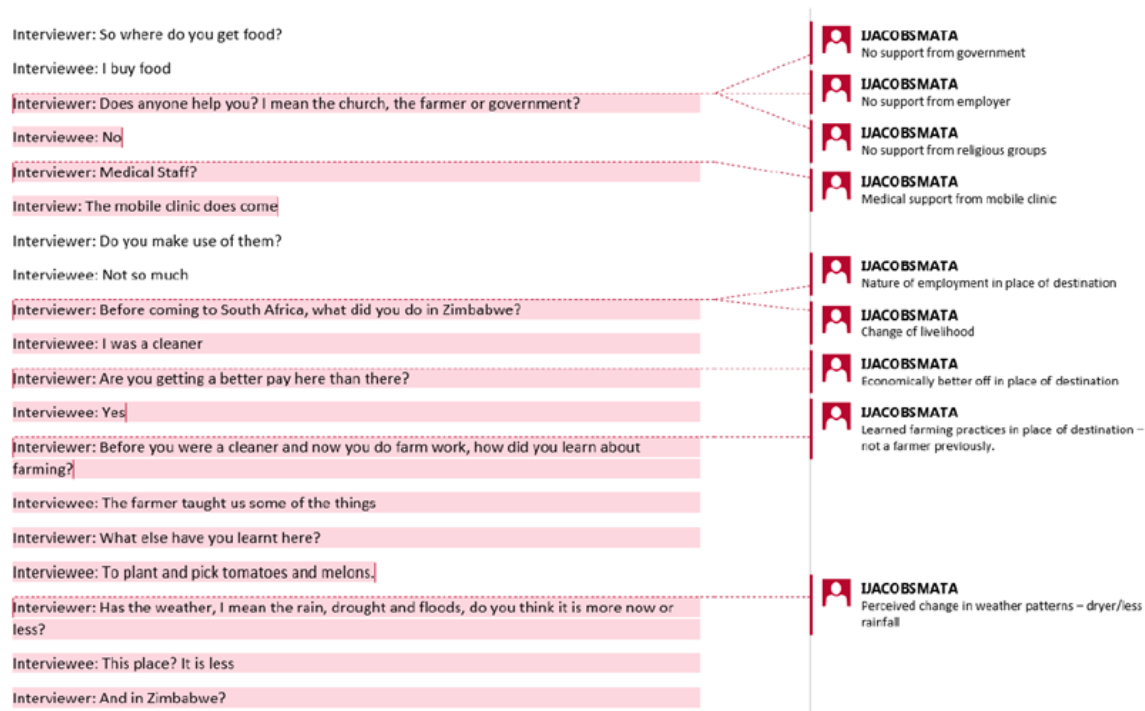 Interviewer: So where do you get food?
Interviewee: I buy food
Interviewer: Does anyone help you? I mean the church, the farmer or government?
Interviewee: No
Interviewer: Medical Staff?
Interview: The mobile clinic does come
Interviewer: Do you make use of them?
Interviewee: Not so much
Interviewer: Before coming to South Africa, what did you do in Zimbabwe?
Interviewee: I was a cleaner
Interviewer: Are you getting a better pay here than there?
Interviewee: Yes
Interviewer: Before you were a cleaner and now you do farm work, how did you learn about
farming?
Interviewee: The farmer taught us some of the things
Interviewer: What else have you learnt here?
Interviewee: To plant and pick tomatoes and melons.
Interviewer: Has the weather, I mean the rain, drought and floods, do you think it is more now or
less?
Interviewee: This place? It is less
Interviewer: And in Zimbabwe?
IJACOBSMATA
No support from government
IJACOBSMATA
No support from employer
IJACOBSMATA
No support from religious groups
IJACOBSMATA
Medical support from mobile clinic
IJACOBSMATA
Nature of employment in place of destination
IJACOBSMATA
Change of livelihood
IJACOBSMATA
Economically better off in place of destination
IJACOBSMATA
Learned farming practices in place of destination –
not a farmer previously.
IJACOBSMATA
Perceived change in weather patterns – dryer/less
rainfall